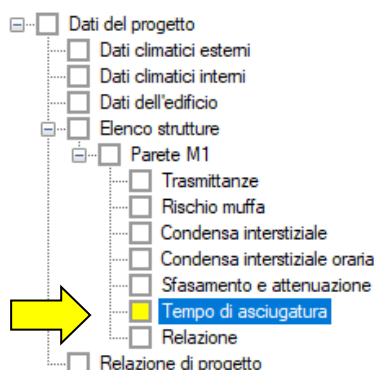 Dati del progetto
Dati climatici esterni
Dati climatici interni
Dati dell'edificio
Elenco strutture
Parete M1
Trasmittanze
Rischio muffa
Condensa interstiziale
Condensa interstiziale oraria
Sfasamento e attenuazione
Tempo di asciugatura
Relazione
Relazione di progetto